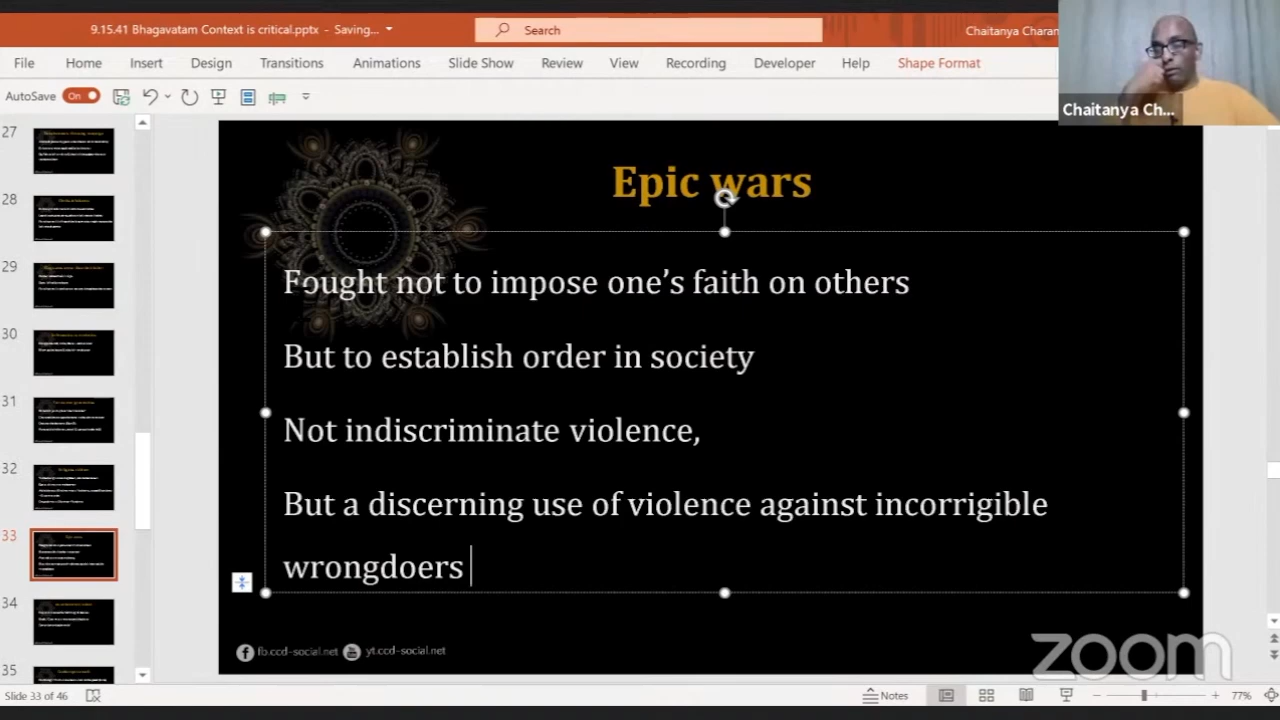 9.15.41 Bhagavatam Context is critical.pptx - Saving...
Search
Chaitanya Charan
File Home Insert Design Transitions Animations Slide Show Review View Recording Developer Help Shape Format
AutoSave On
Chaitanya Ch...
27
28
29
30
31
32
33
34
35
Epic wars
Fought not to impose one’s faith on others
But to establish order in society
Not indiscriminate violence,
But a discerning use of violence against incorrigible
wrongdoers
fb.ccd-social.net yt.ccd-social.net
zoom
Slide 33 of 46
Notes
77%